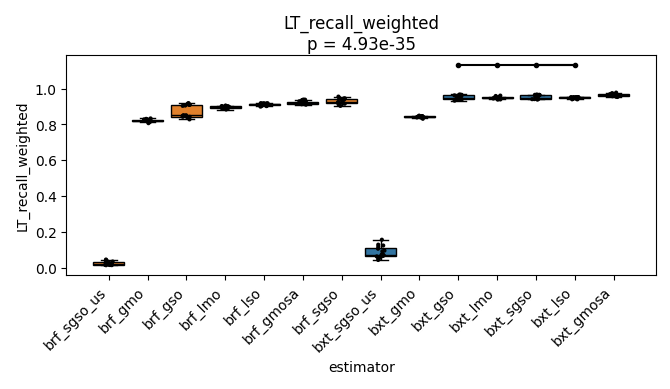 LT_recall_weighted
p = 4.93e-35
LT_recall_weighted
1.0
0.8
0.6
0.4
0.2
0.0
brf_sgso_us
brf_gmo
brf_gso
brf_lmo
brf_lso
brf_gmosa
brf_sgso
bxt_sgso_us
bxt_gmo
bxt_gso
bxt_lmo
bxt_sgso
bxt_lso
bxt_gmosa
estimator